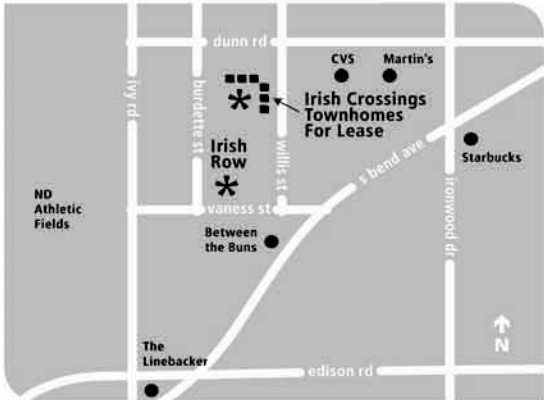 dunn rd
CVS
Martin's
ivy rd
burdette st
willis st
Irish Crossings
Townhomes
For Lease
Irish
Row
s bend ave
Starbucks
ironwood dr
ND
Athletic
Fields
vaness st
Between
the Buns
N
The
Linebacker
edison rd